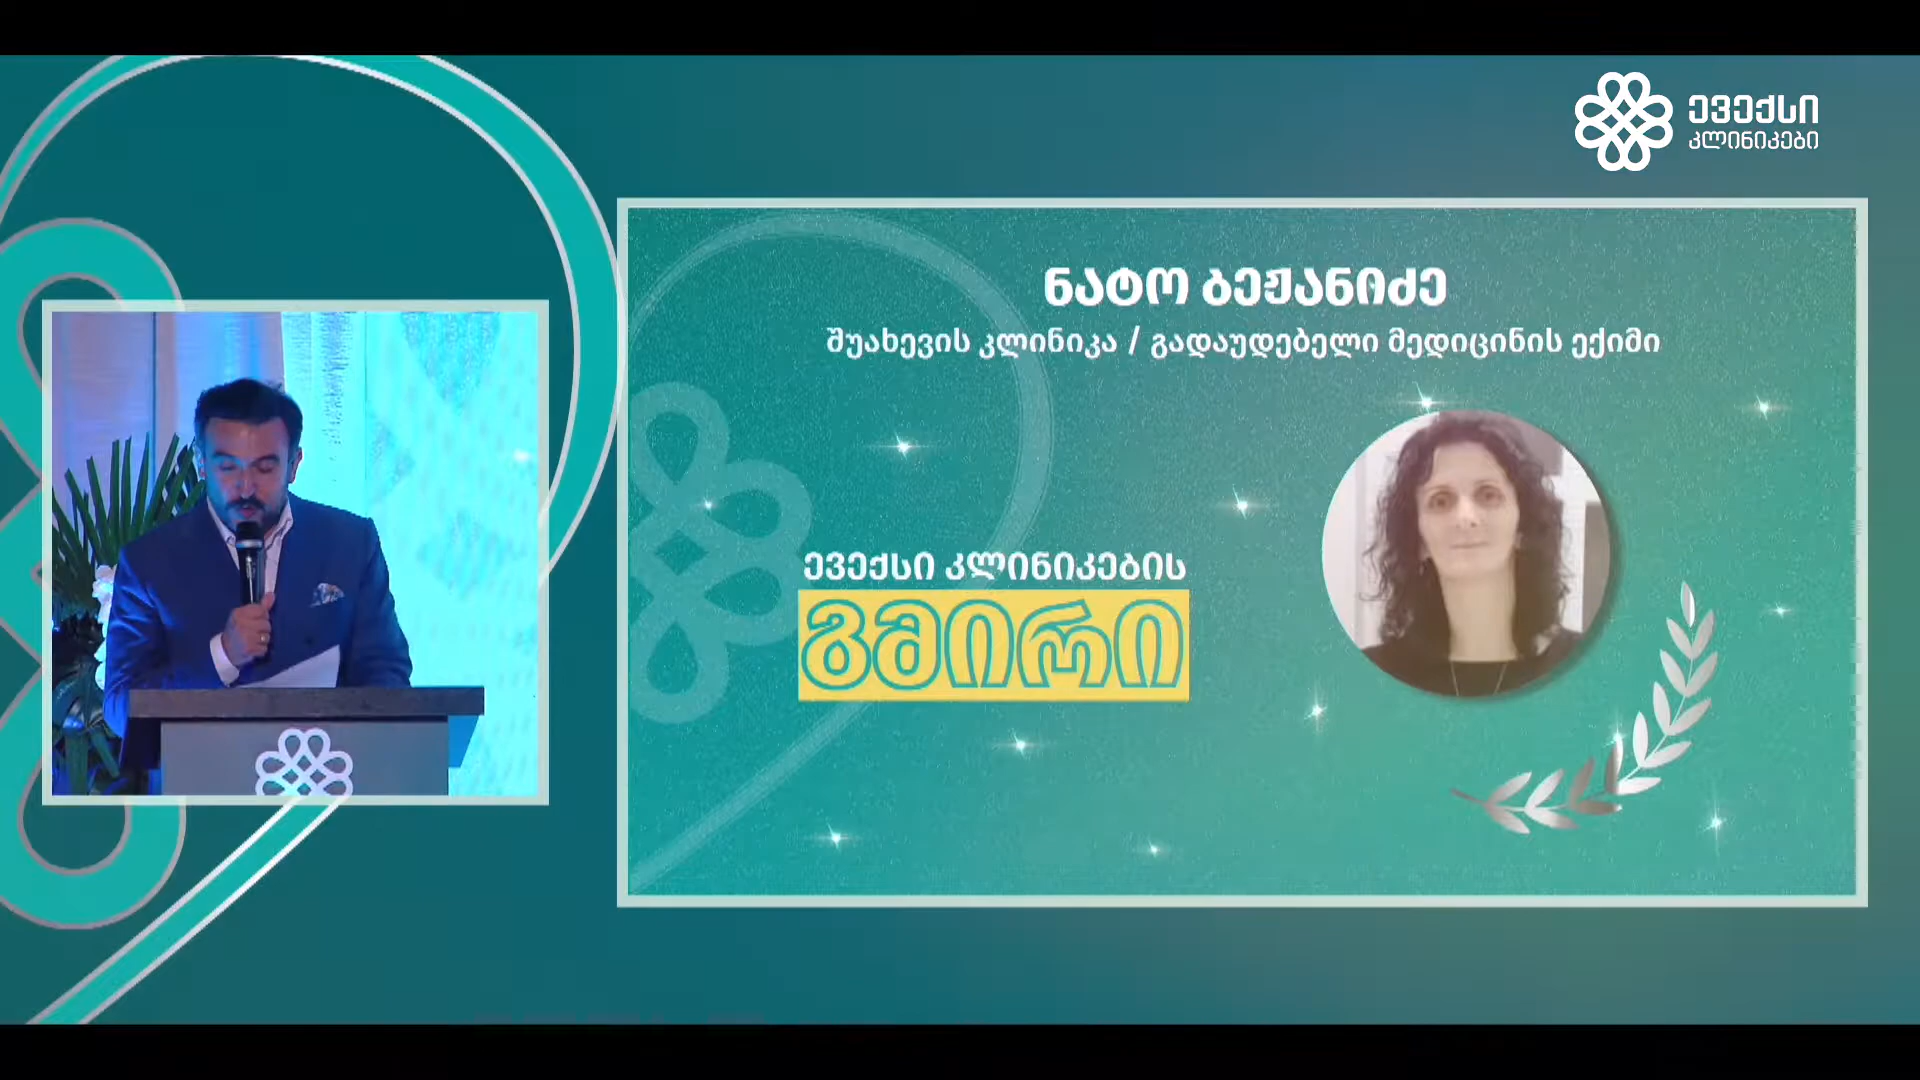 ევექსი
კლინიკები
ნატო ბეჟანიძე
შუახევის კლინიკა / გადაუდებელი მედიცინის ექიმი
ევექსი კლინიკების
გმირი